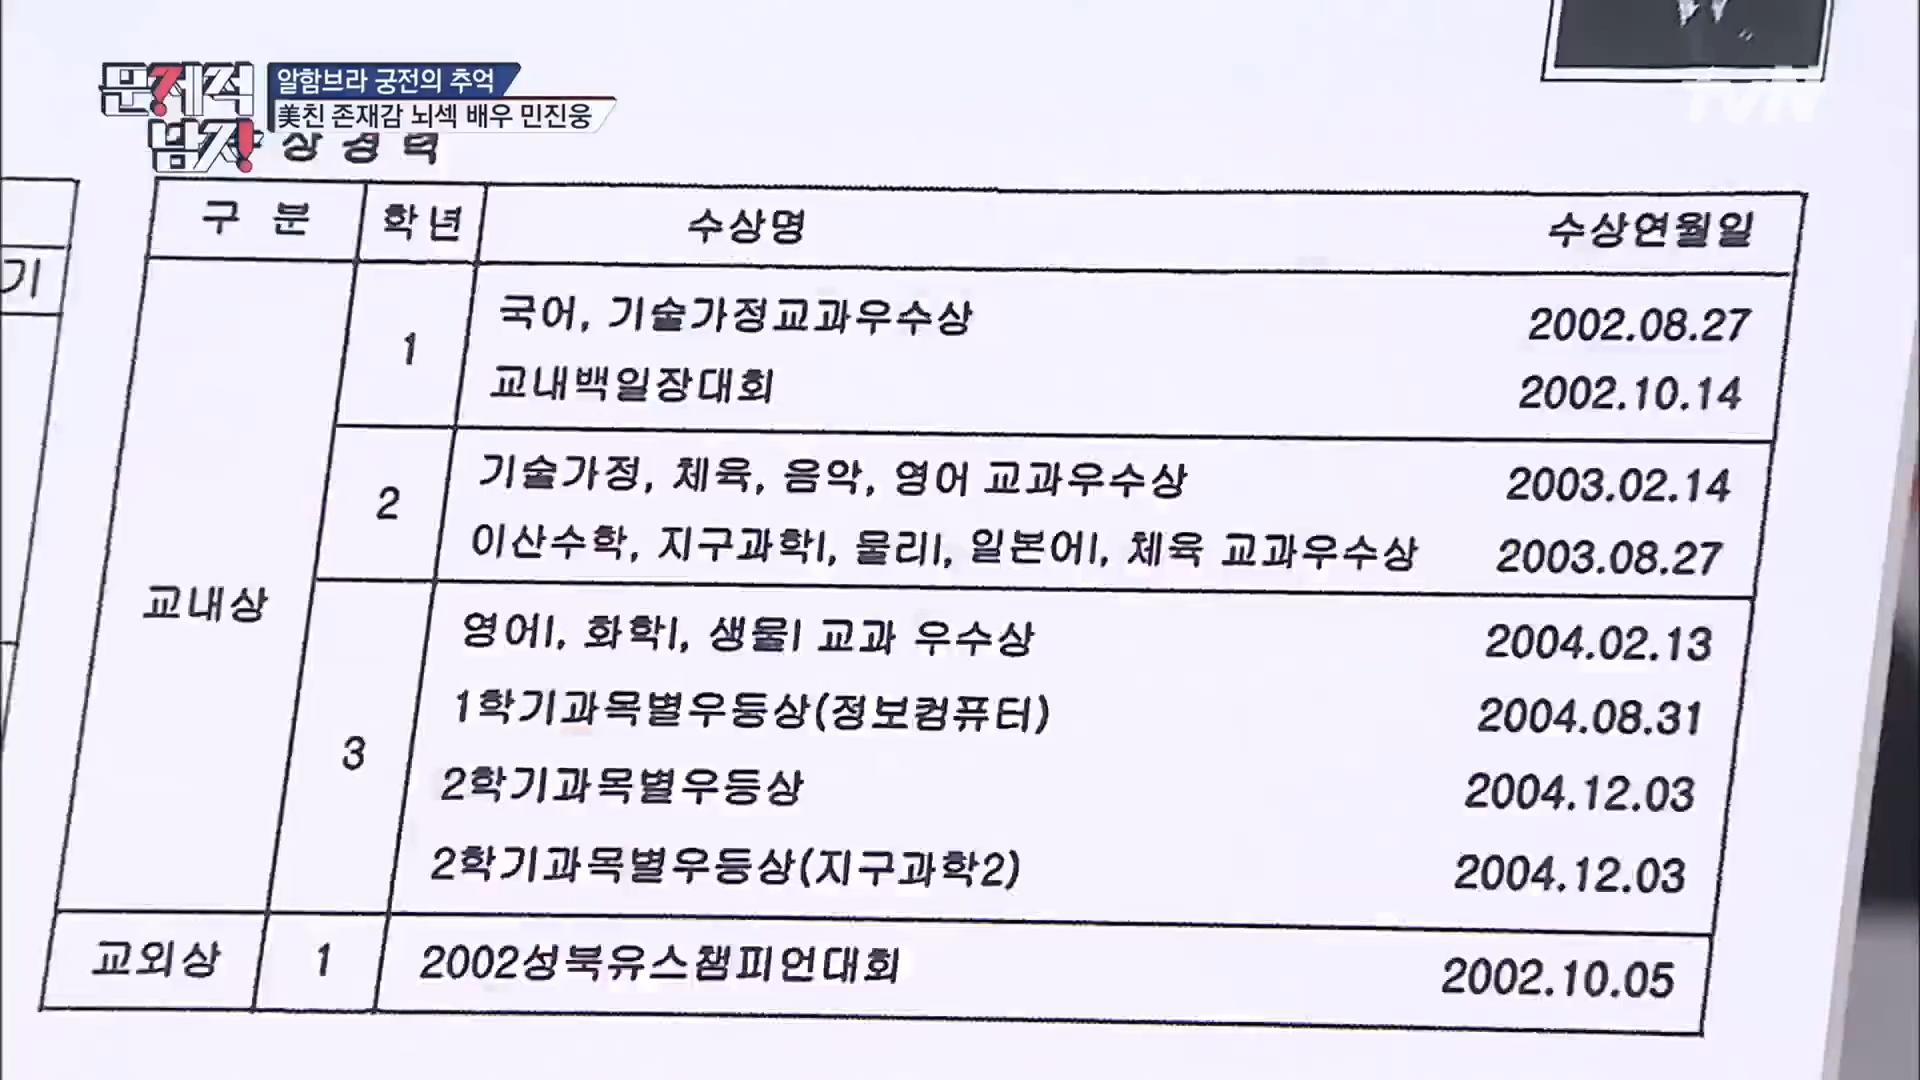 문제적
남자!
알함브라 궁전의 추억
美친 존재감 뇌섹 배우 민진웅
tvN
상 경 력
기
구 분 학년 수상명 수상연월일
교내상
1
국어, 기술가정교과우수상 2002.08.27
교내백일장대회 2002.10.14
2
기술가정, 체육, 음악, 영어 교과우수상 2003.02.14
이산수학, 지구과학Ⅰ, 물리Ⅰ, 일본어Ⅰ, 체육 교과우수상 2003.08.27
3
영어Ⅰ, 화학Ⅰ, 생물Ⅰ 교과 우수상 2004.02.13
1학기과목별우등상(정보컴퓨터) 2004.08.31
2학기과목별우등상 2004.12.03
2학기과목별우등상(지구과학2) 2004.12.03
교외상 1 2002성북유스챔피언대회 2002.10.05